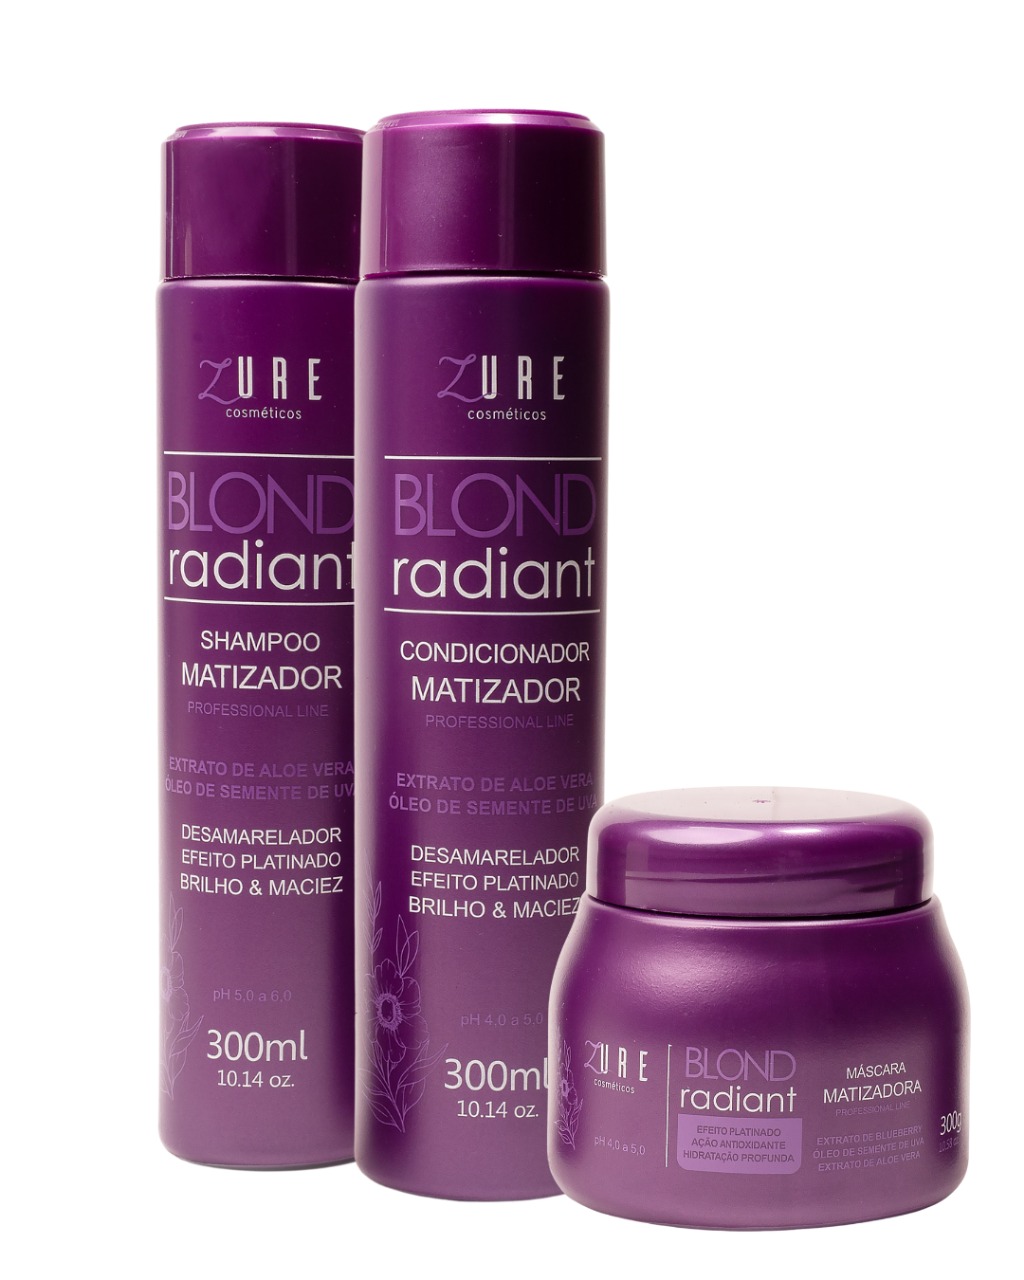 ZURE
cosméticos
BLOND
radiant
SHAMPOO
MATIZADOR
PROFESSIONAL LINE
EXTRATO DE ALOE VERA
ÓLEO DE SEMENTE DE UVA
DESAMARELADOR
EFEITO PLATINADO
BRILHO & MACIEZ
pH 5,0 a 6,0
300ml
10.14 oz.
ZURE
cosméticos
BLOND
radiant
CONDICIONADOR
MATIZADOR
PROFESSIONAL LINE
EXTRATO DE ALOE VERA
ÓLEO DE SEMENTE DE UVA
DESAMARELADOR
EFEITO PLATINADO
BRILHO & MACIEZ
pH 4,0 a 5,0
300ml
10.14 oz.
ZURE
cosméticos
pH 4,0 a 5,0
BLOND
radiant
EFEITO PLATINADO
AÇÃO ANTIOXIDANTE
HIDRATAÇÃO PROFUNDA
MÁSCARA
MATIZADORA
PROFESSIONAL LINE
EXTRATO DE BLUEBERRY
ÓLEO DE SEMENTE DE UVA
EXTRATO DE ALOE VERA
300g
10.58 oz.